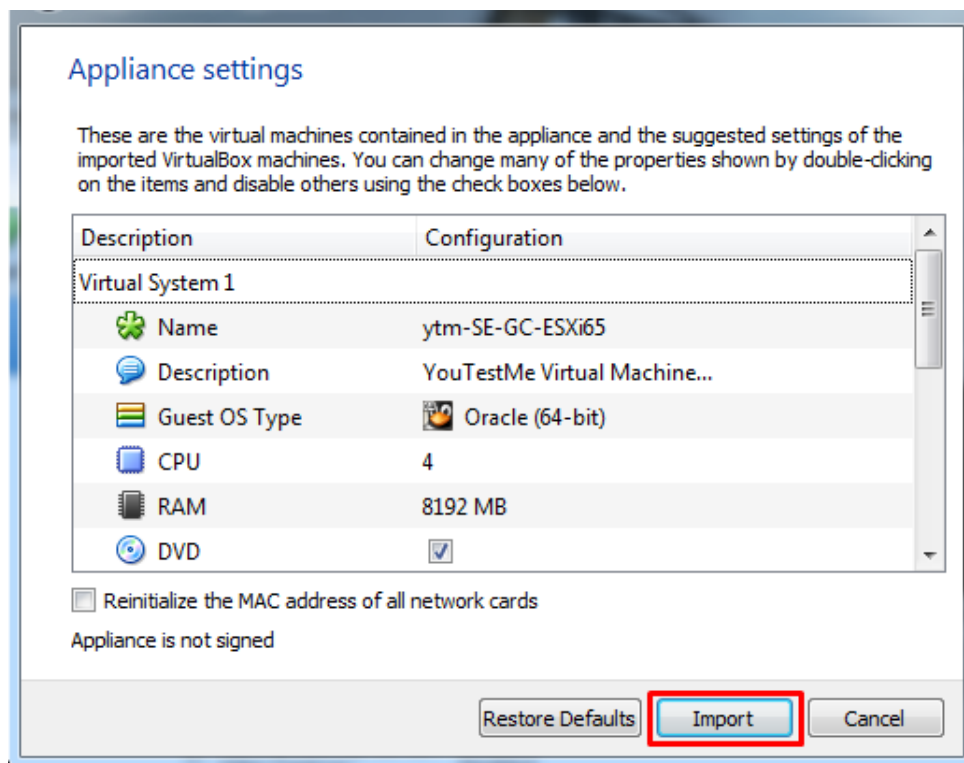 Appliance settings
These are the virtual machines contained in the appliance and the suggested settings of the
imported VirtualBox machines. You can change many of the properties shown by double-clicking
on the items and disable others using the check boxes below.
Description Configuration
Virtual System 1
Name ytm-SE-GC-ESXi65
Description YouTestMe Virtual Machine...
Guest OS Type Oracle (64-bit)
CPU 4
RAM 8192 MB
DVD
Reinitialize the MAC address of all network cards
Appliance is not signed
Restore Defaults Import Cancel